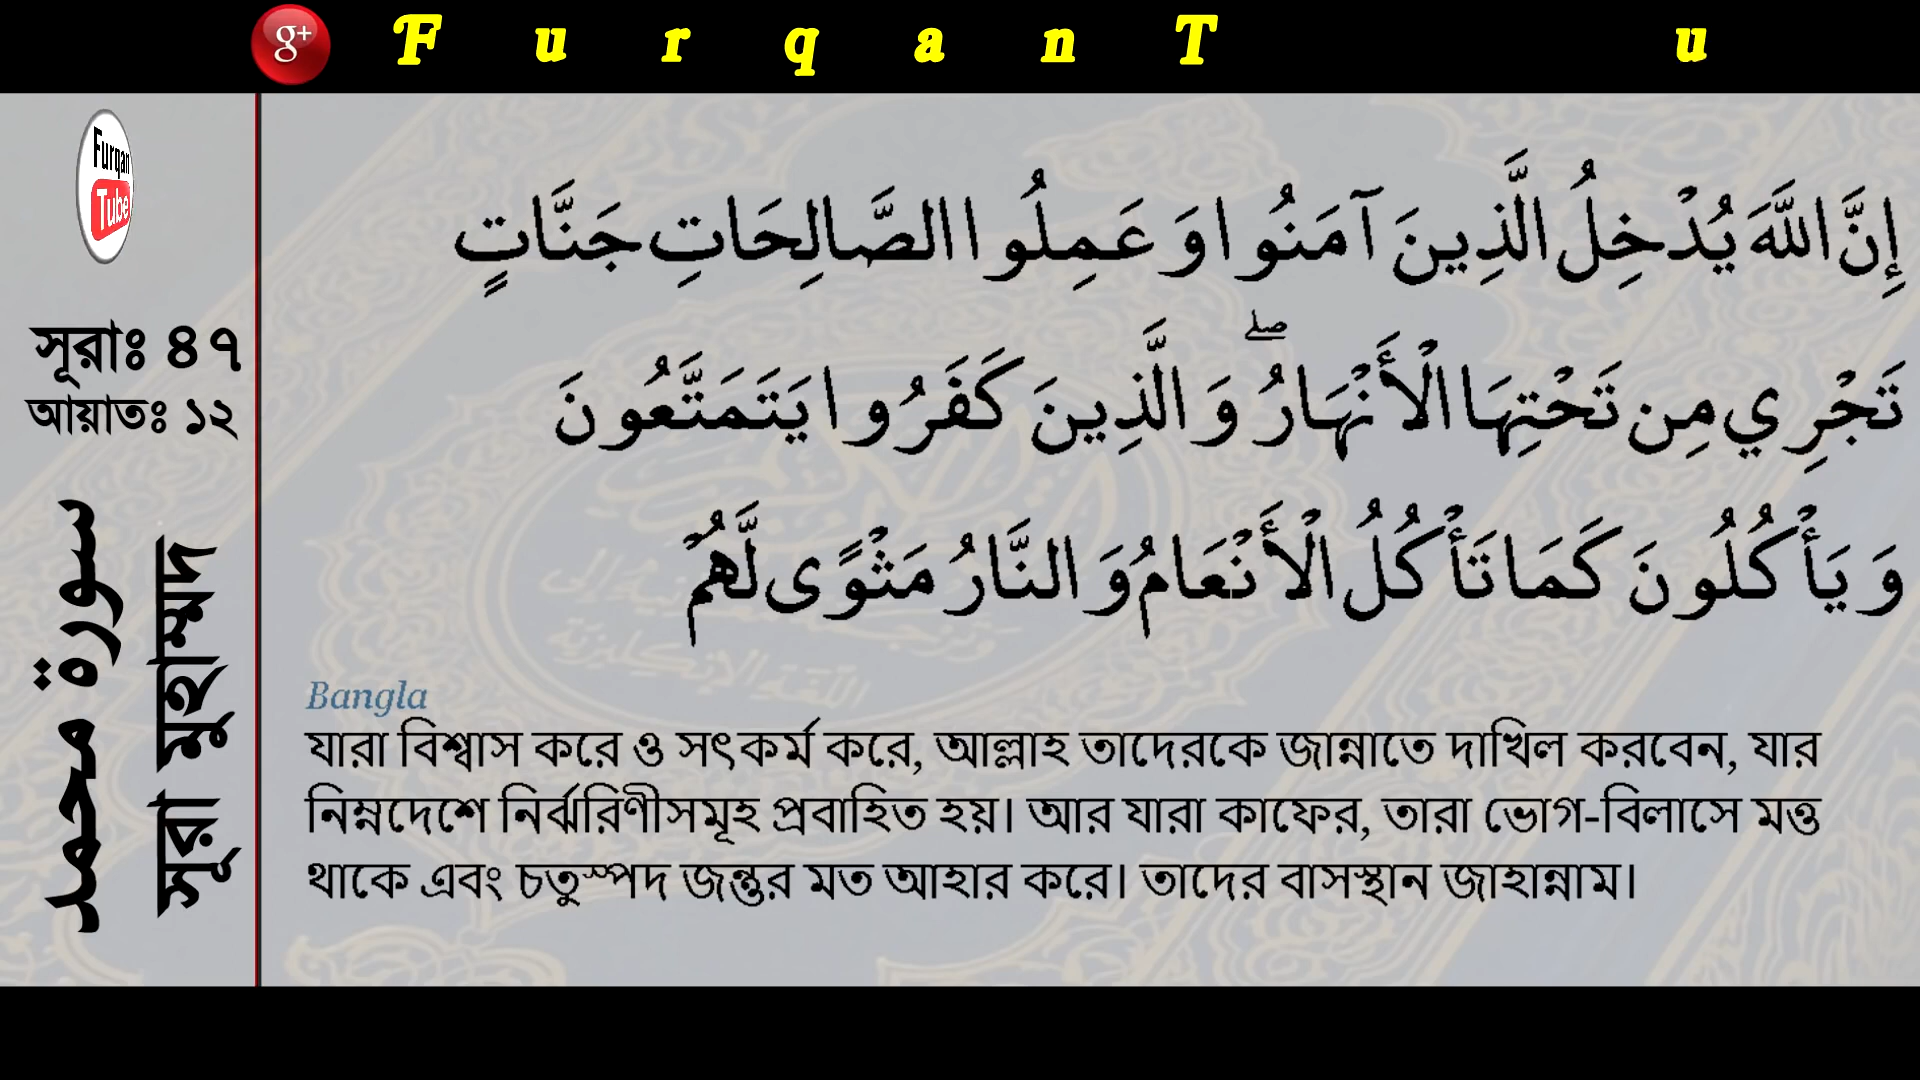 g+ F u r q a n T u
Furqan
Tube
সূরাঃ ৪৭
আয়াতঃ ১২
سورة محمد
সূরা মুহাম্মদ
إِنَّ اللَّهَ يُدْخِلُ الَّذِينَ آمَنُوا وَعَمِلُوا الصَّالِحَاتِ جَنَّاتٍ
تَجْرِي مِن تَحْتِهَا الْأَنْهَارُ ۖ وَالَّذِينَ كَفَرُوا يَتَمَتَّعُونَ
وَيَأْكُلُونَ كَمَا تَأْكُلُ الْأَنْعَامُ وَالنَّارُ مَثْوًى لَّهُمْ
Bangla
যারা বিশ্বাস করে ও সৎকর্ম করে, আল্লাহ তাদেরকে জান্নাতে দাখিল করবেন, যার
নিম্নদেশে নির্ঝরিণীসমূহ প্রবাহিত হয়। আর যারা কাফের, তারা ভোগ-বিলাসে মত্ত
থাকে এবং চতুস্পদ জন্তুর মত আহার করে। তাদের বাসস্থান জাহান্নাম।